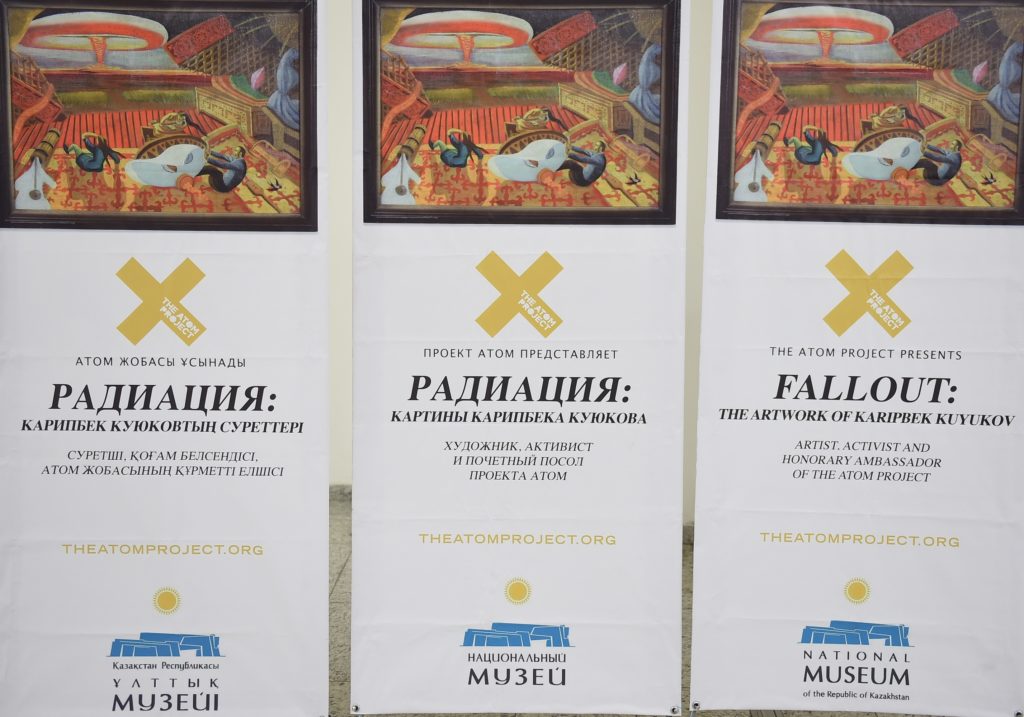 THE ATOM
PROJECT
АТОМ ЖОБАСЫ ҰСЫНАДЫ
РАДИАЦИЯ:
КАРИПБЕК КУЮКОВТЫҢ СУРЕТТЕРІ
СУРЕТШІ, ҚОҒАМ БЕЛСЕНДІСІ,
АТОМ ЖОБАСЫНЫҢ ҚҰРМЕТТІ ЕЛШІСІ
THEATOMPROJECT.ORG
Қазақстан Республикасы
ҰЛТТЫҚ
МУЗЕЙІ
THE ATOM
PROJECT
ПРОЕКТ АТОМ ПРЕДСТАВЛЯЕТ
РАДИАЦИЯ:
КАРТИНЫ КАРИПБЕКА КУЮКОВА
ХУДОЖНИК, АКТИВИСТ
И ПОЧЕТНЫЙ ПОСОЛ
ПРОЕКТА АТОМ
THEATOMPROJECT.ORG
НАЦИОНАЛЬНЫЙ
МУЗЕЙ
THE ATOM
PROJECT
THE ATOM PROJECT PRESENTS
FALLOUT:
THE ARTWORK OF KARIPBEK KUYUKOV
ARTIST, ACTIVIST AND
HONORARY AMBASSADOR
OF THE ATOM PROJECT
THEATOMPROJECT.ORG
NATIONAL
MUSEUM
of the Republic of Kazakhstan